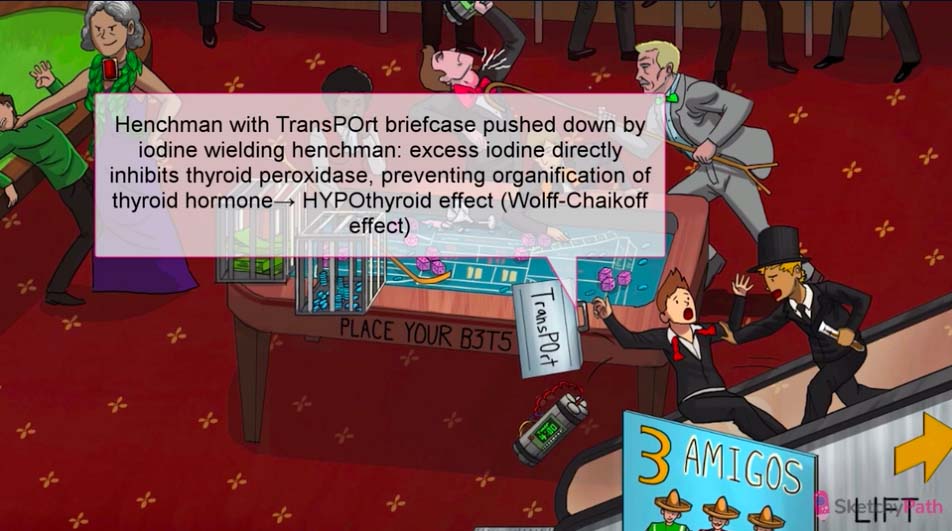 Henchman with TransPOrt briefcase pushed down by
iodine wielding henchman: excess iodine directly
inhibits thyroid peroxidase, preventing organification of
thyroid hormone→ HYPOthyroid effect (Wolff-Chaikoff
effect)
TransPOrt
PLACE YOUR B3T5
3 AMIGOS
SketchyPath
LIFT